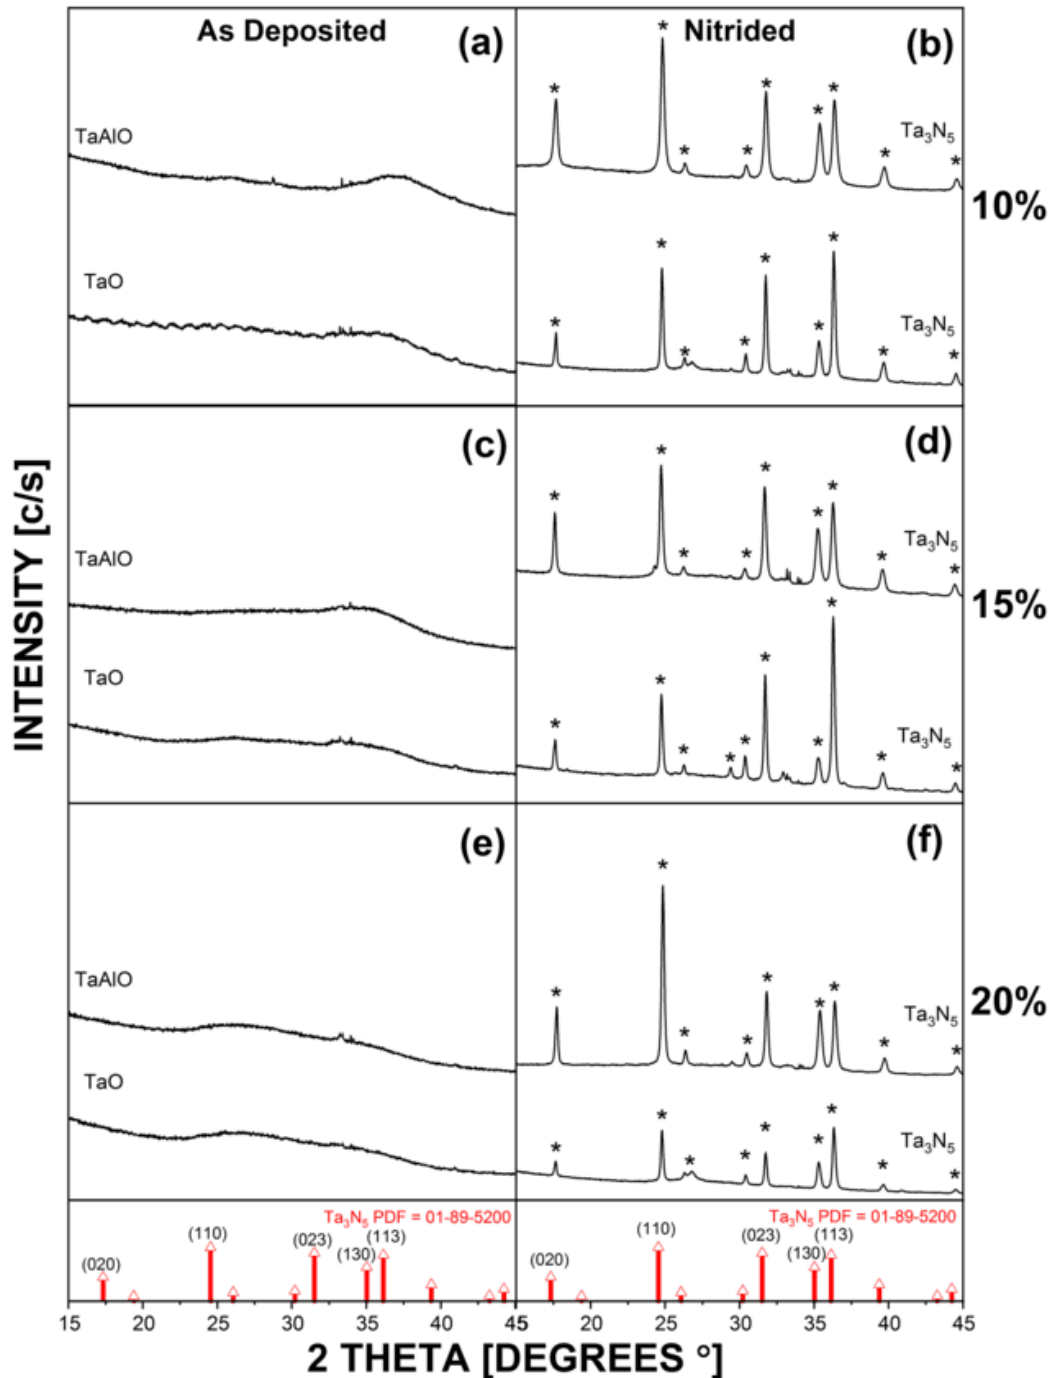 As Deposited
(a)
Nitrided
(b)
TaAlO
Ta3N5
10%
TaO
Ta3N5
(c)
(d)
TaAlO
Ta3N5
15%
TaO
Ta3N5
INTENSITY [c/s]
(e)
(f)
TaAlO
Ta3N5
20%
TaO
Ta3N5
Ta3N5 PDF = 01-89-5200
(020)
(110)
(023)
(130)
(113)
Ta3N5 PDF = 01-89-5200
(020)
(110)
(023)
(130)
(113)
15 20 25 30 35 40 45 20 25 30 35 40 45
2 THETA [DEGREES °]